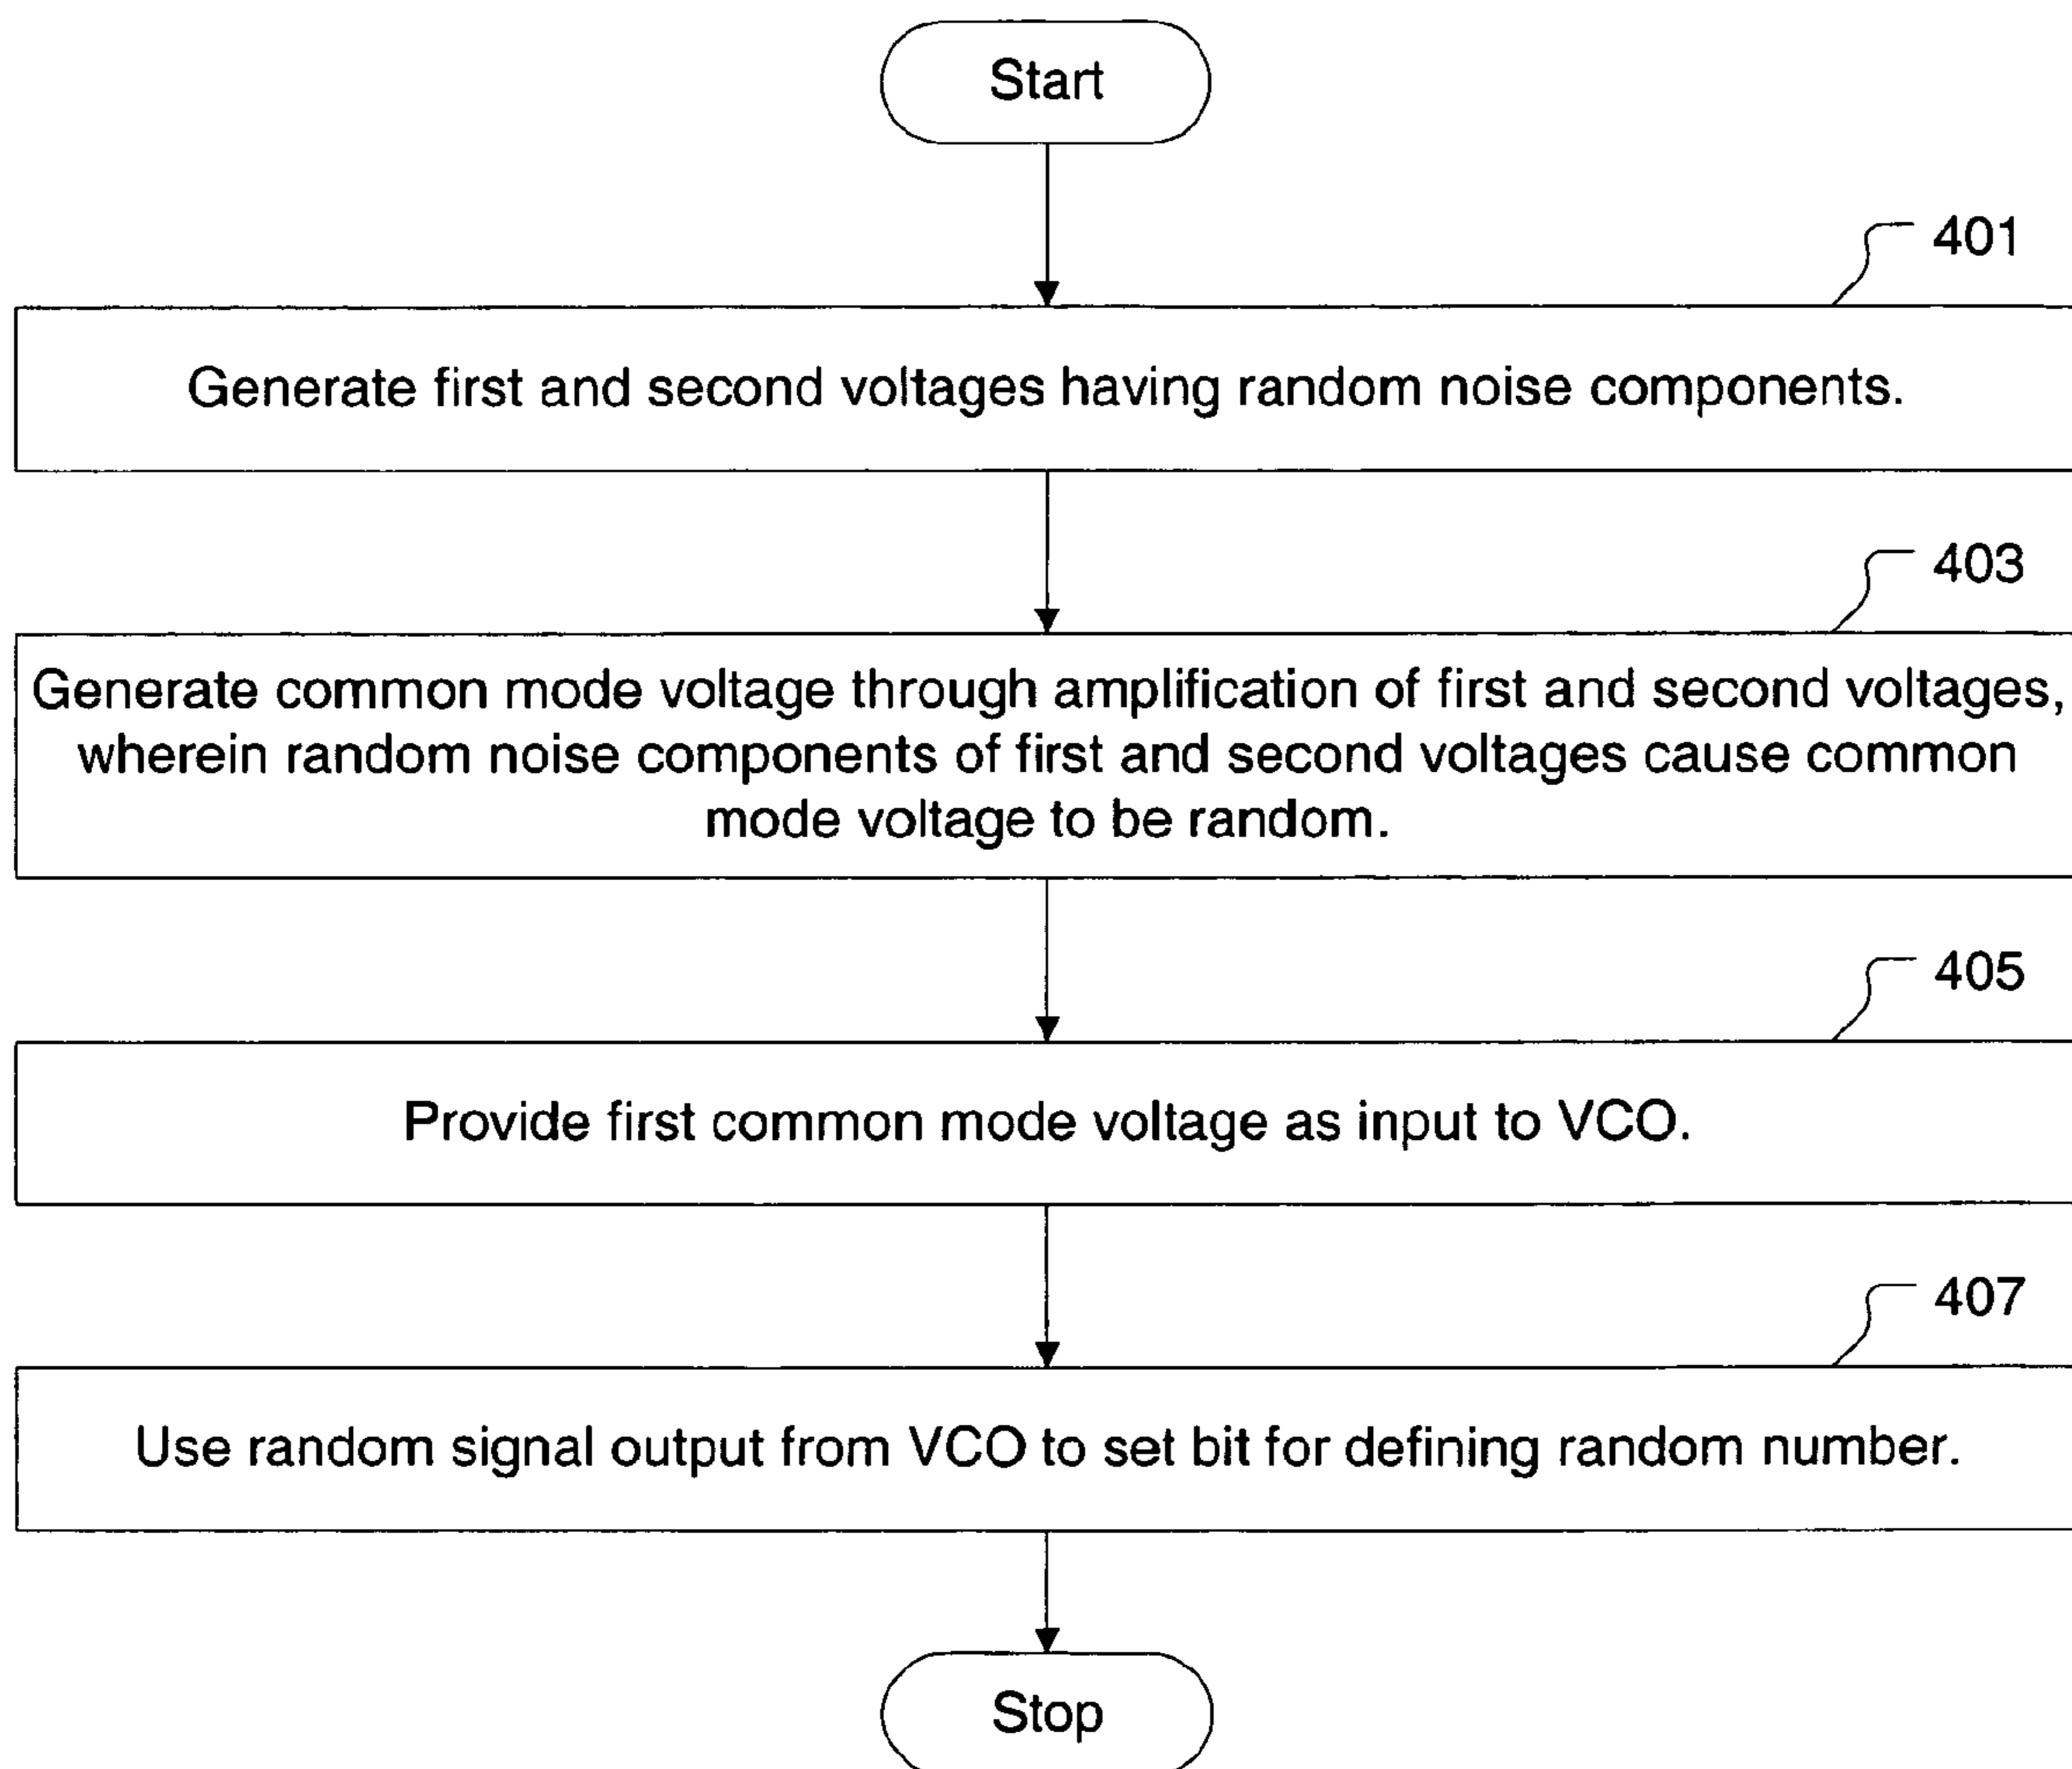 Start
401
Generate first and second voltages having random noise components.
403
Generate common mode voltage through amplification of first and second voltages,
wherein random noise components of first and second voltages cause common
mode voltage to be random.
405
Provide first common mode voltage as input to VCO.
407
Use random signal output from VCO to set bit for defining random number.
Stop